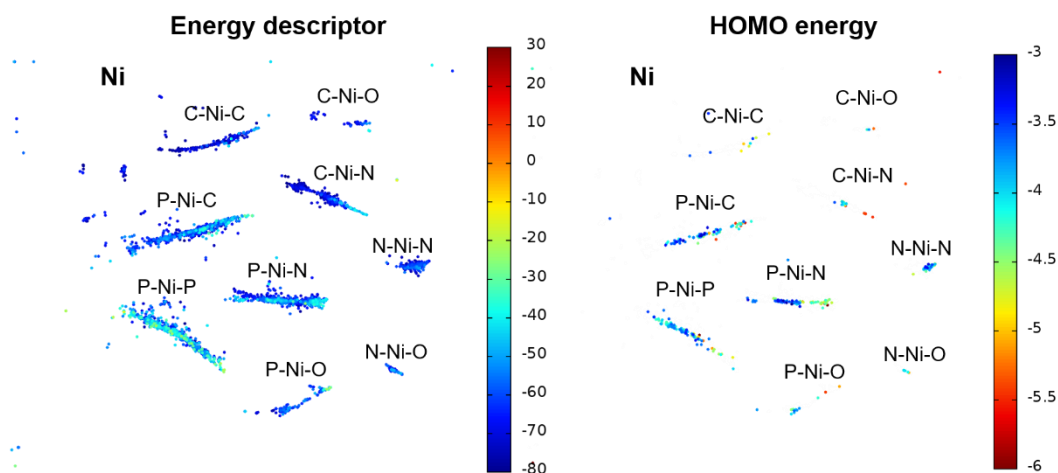 Energy descriptor
Ni
C-Ni-C
C-Ni-O
C-Ni-N
P-Ni-C
N-Ni-N
P-Ni-N
P-Ni-P
N-Ni-O
P-Ni-O
30
20
10
0
-10
-20
-30
-40
-50
-60
-70
-80
HOMO energy
Ni
C-Ni-O
C-Ni-C
C-Ni-N
P-Ni-C
N-Ni-N
P-Ni-N
P-Ni-P
N-Ni-O
P-Ni-O
-3
-3.5
-4
-4.5
-5
-5.5
-6